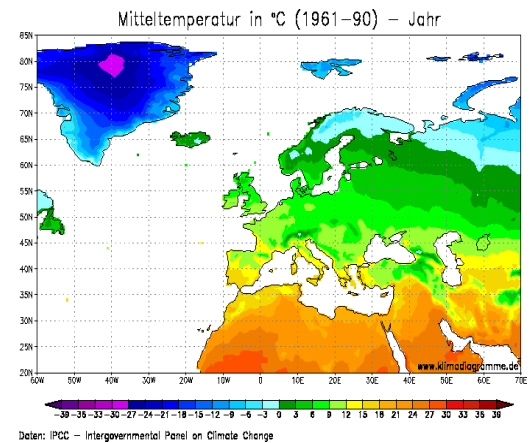 Mitteltemperatur in °C (1961-90) - Jahr
85N
80N
75N
70N
65N
60N
55N
50N
45N
40N
35N
30N
25N
20N
www.klimadiagramme.de
60W 50W 40W 30W 20W 10W 0 10E 20E 30E 40E 50E 60E 70E
-39 -36 -33 -30 -27 -24 -21 -18 -15 -12 -9 -6 -3 0 3 6 9 12 15 18 21 24 27 30 33 36 39
Daten: IPCC - Intergovernmental Panel on Climate Change